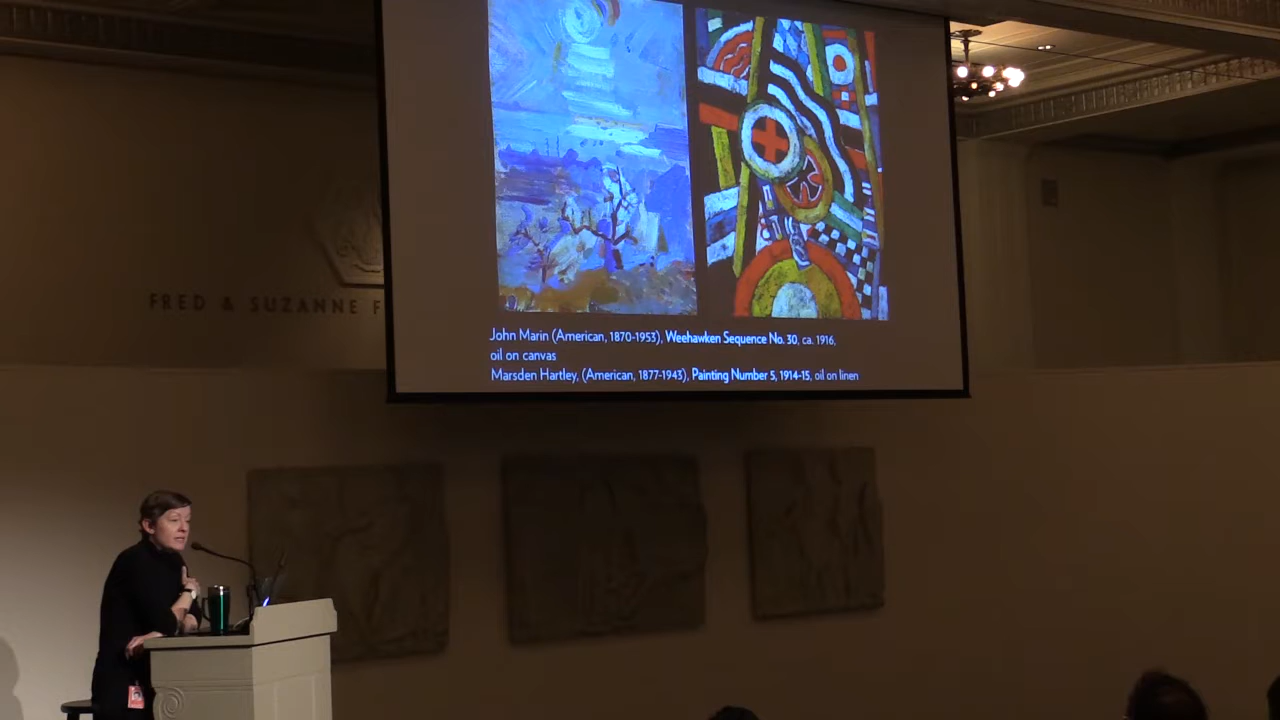 FRED & SUZANNE F
John Marin (American, 1870-1953), Weehawken Sequence No. 30, ca. 1916,
oil on canvas
Marsden Hartley, (American, 1877-1943), Painting Number 5, 1914-15, oil on linen